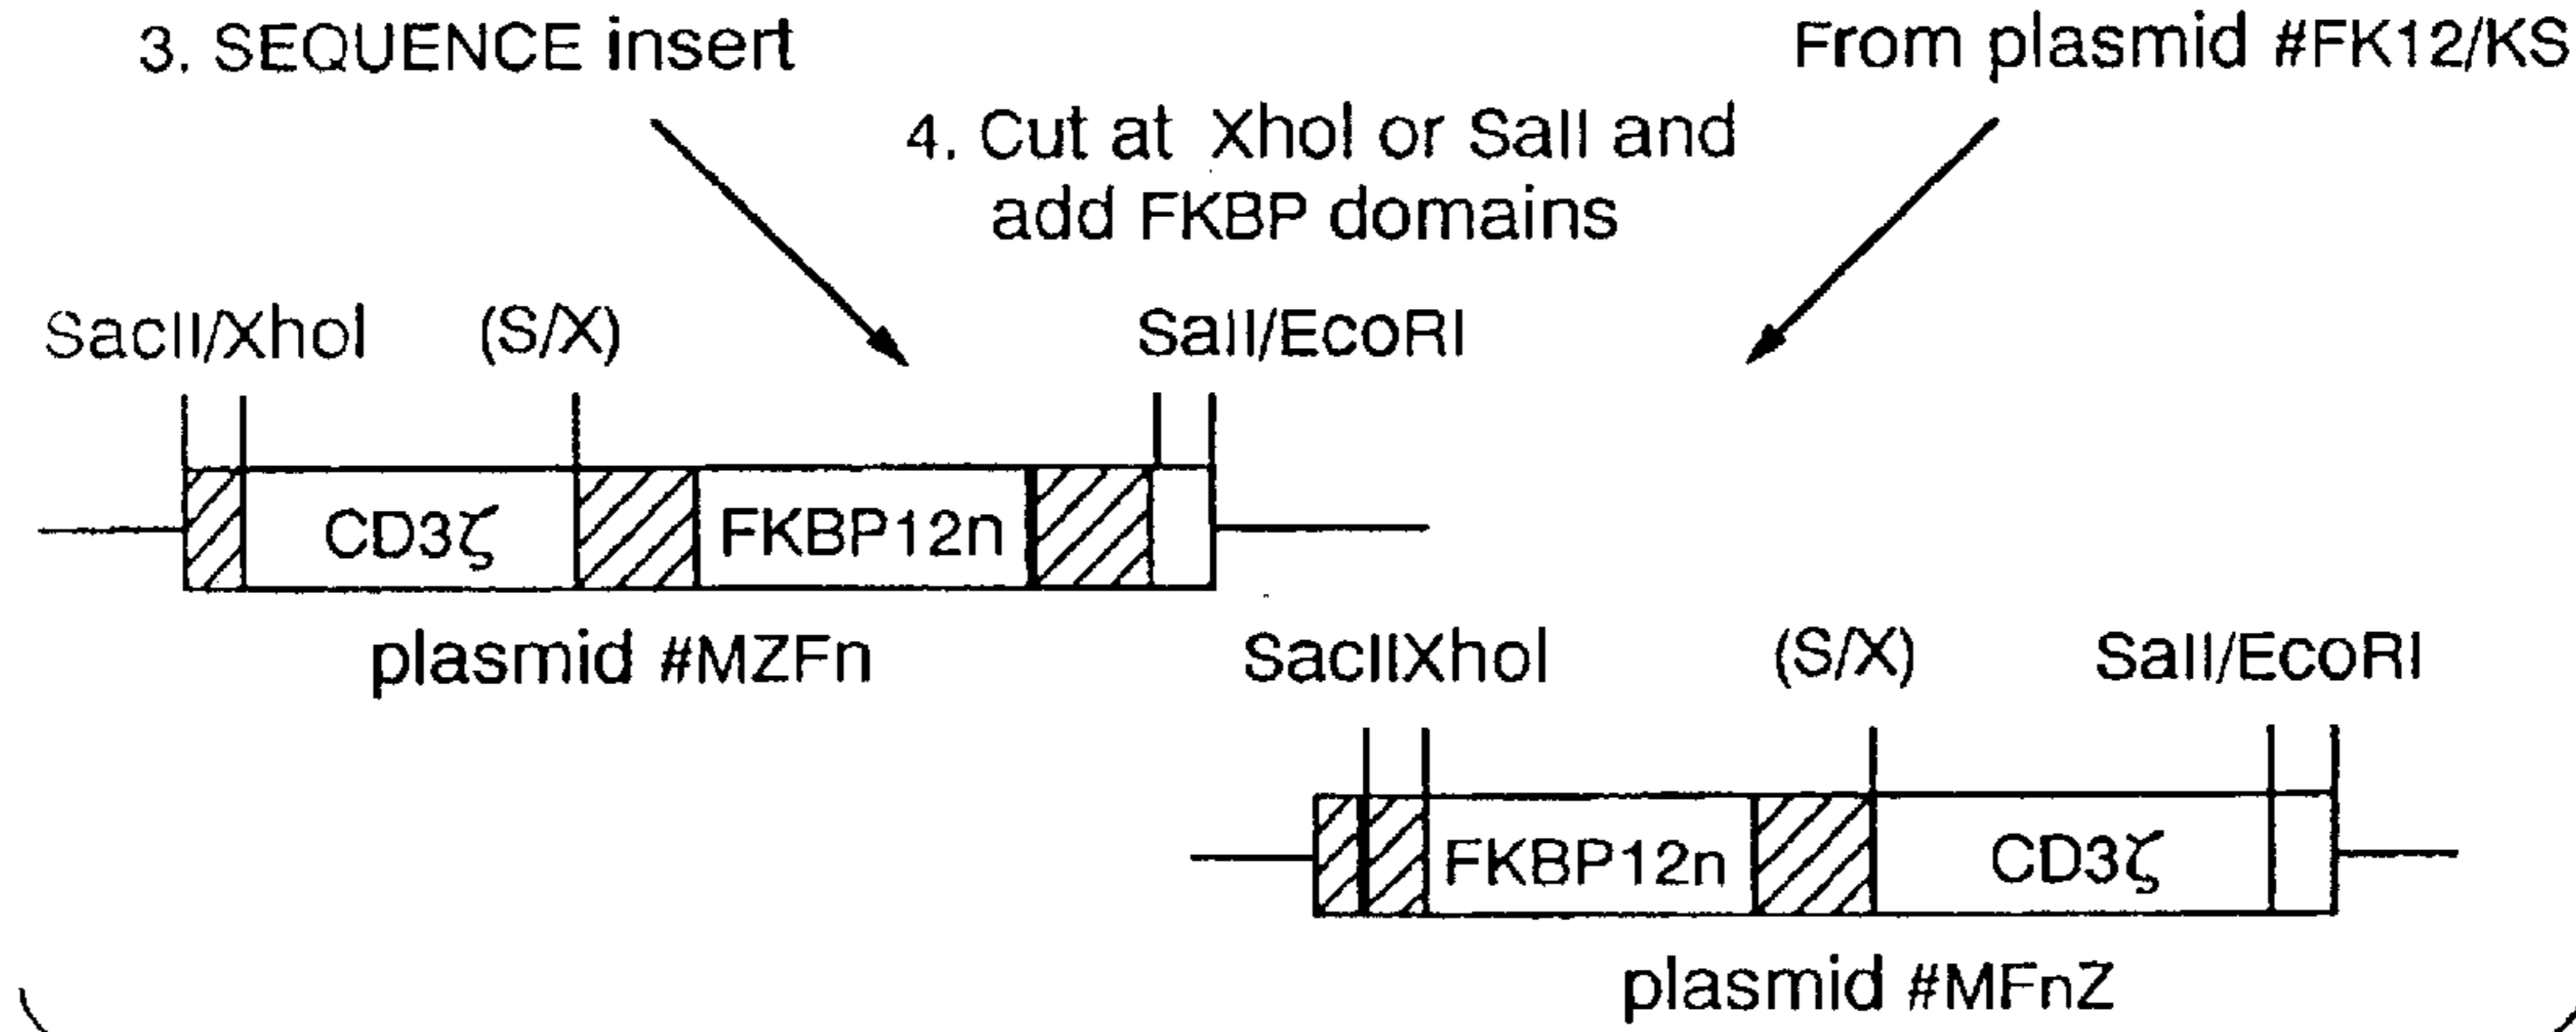 3. SEQUENCE insert
From plasmid #FK12/KS
4. Cut at XhoI or SalI and
add FKBP domains
SacII/XhoI (S/X) SalI/EcoRI
CD3ζ FKBP12n
plasmid #MZFn
SacIIXhoI (S/X) SalI/EcoRI
FKBP12n CD3ζ
plasmid #MFnZ